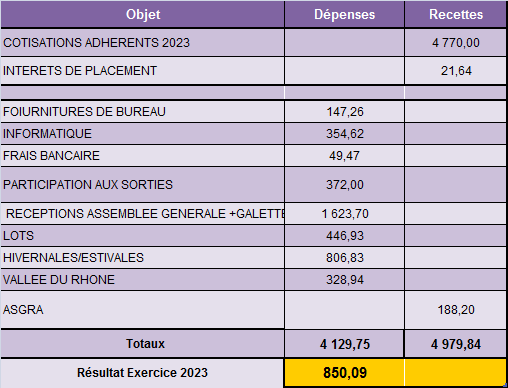 Objet Dépenses Recettes
COTISATIONS ADHERENTS 2023 4 770,00
INTERETS DE PLACEMENT 21,64
FOIURNITURES DE BUREAU 147,26
INFORMATIQUE 354,62
FRAIS BANCAIRE 49,47
PARTICIPATION AUX SORTIES 372,00
RECEPTIONS ASSEMBLEE GENERALE +GALETTE 1 623,70
LOTS 446,93
HIVERNALES/ESTIVALES 806,83
VALLEE DU RHONE 328,94
ASGRA 188,20
Totaux 4 129,75 4 979,84
Résultat Exercice 2023 850,09